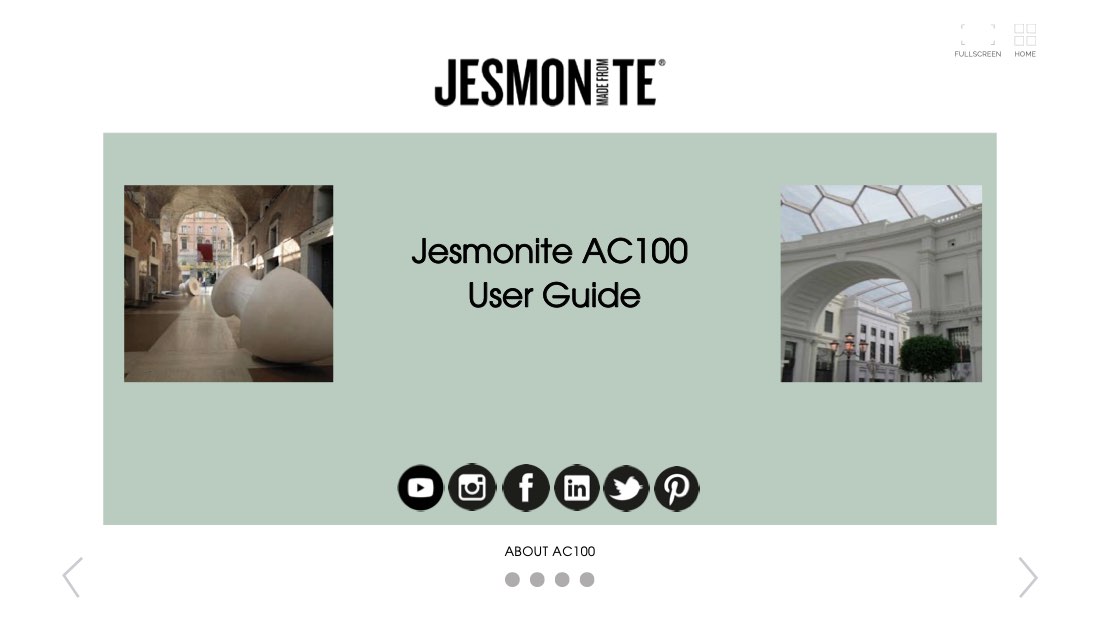 FULLSCREEN HOME
JESMONITE®
MADE FROM
Jesmonite AC100
User Guide
ABOUT AC100